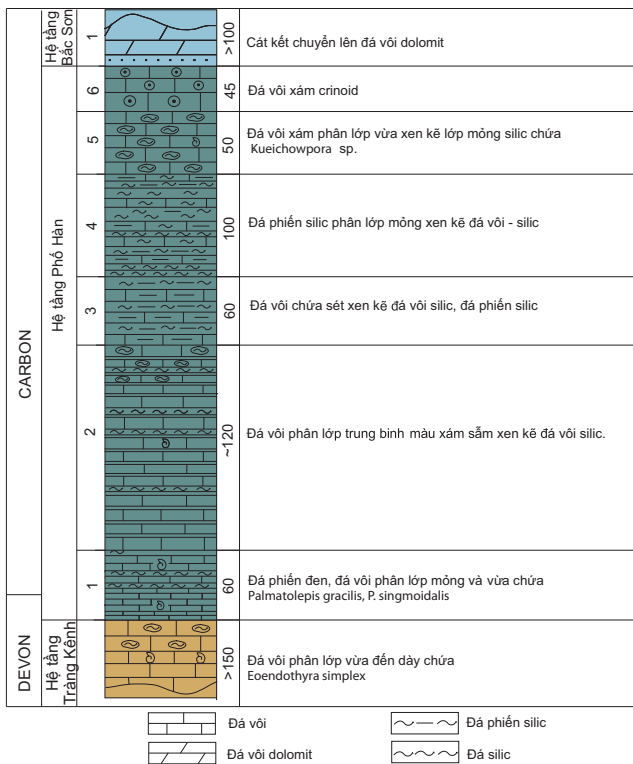 Hệ tầng
Bắc Sơn
1
>100
Cát kết chuyển lên đá vôi dolomit
CARBON
Hệ tầng Phố Hàn
6
45
Đá vôi xám crinoid
5
50
Đá vôi xám phân lớp vừa xen kẽ lớp mỏng silic chứa
Kueichowpora sp.
4
100
Đá phiến silic phân lớp mỏng xen kẽ đá vôi - silic
3
60
Đá vôi chứa sét xen kẽ đá vôi silic, đá phiến silic
2
~120
Đá vôi phân lớp trung binh màu xám sẫm xen kẽ đá vôi silic.
1
60
Đá phiến đen, đá vôi phân lớp mỏng và vừa chứa
Palmatolepis gracilis, P. singmoidalis
DEVON
Hệ tầng
Tràng Kênh
>150
Đá vôi phân lớp vừa đến dày chứa
Eoendothyra simplex
Đá vôi
Đá phiến silic
Đá vôi dolomit
Đá silic